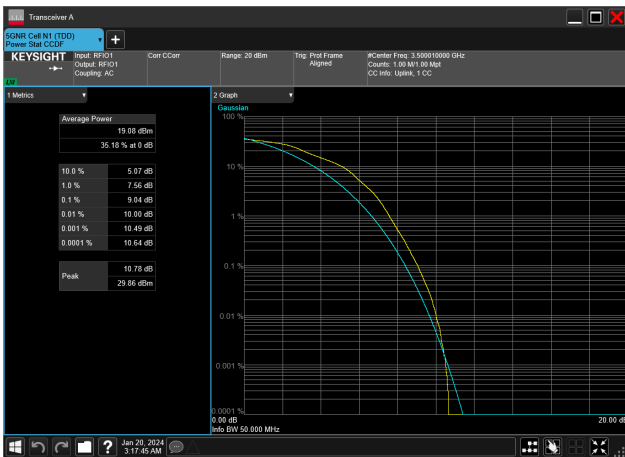 Transceiver A
5GNR Cell N1 (TDD)
Power Stat CCDF
KEYSIGHT
Input: RFIO1
Output: RFIO1
Coupling: AC
Corr CCorr
Range: 20 dBm
Trig: Prot Frame
Aligned
#Center Freq: 3.500010000 GHz
Counts: 1.00 M/1.00 Mpt
CC Info: Uplink, 1 CC
1 Metrics
Average Power
19.08 dBm
35.18 % at 0 dB
10.0 % 5.07 dB
1.0 % 7.56 dB
0.1 % 9.04 dB
0.01 % 10.00 dB
0.001 % 10.49 dB
0.0001 % 10.64 dB
Peak
10.78 dB
29.86 dBm
2 Graph
Gaussian
100 %
10 %
1 %
0.1 %
0.01 %
0.001 %
0.0001 %
0.00 dB
20.00 dB
Info BW 50.000 MHz
Jan 20, 2024
3:17:45 AM